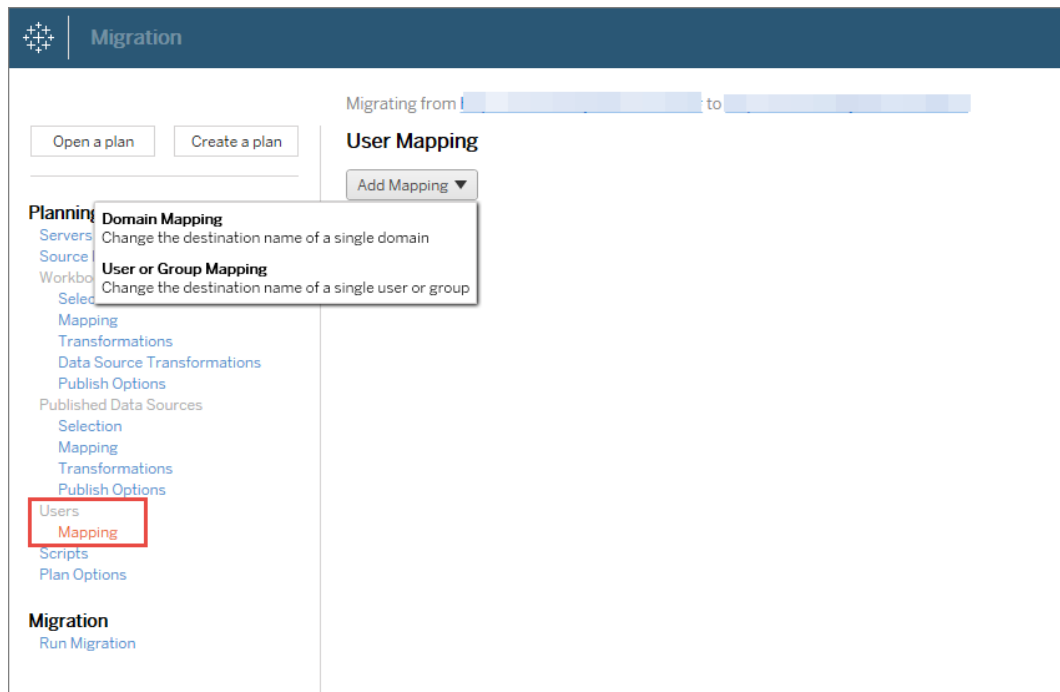 Migration
Migrating from to
Open a plan Create a plan
User Mapping
Add Mapping ▼
Domain Mapping
Change the destination name of a single domain
User or Group Mapping
Change the destination name of a single user or group
Planning
Servers
Source
Workbo
Selec
Mapping
Transformations
Data Source Transformations
Publish Options
Published Data Sources
Selection
Mapping
Transformations
Publish Options
Users
Mapping
Scripts
Plan Options
Migration
Run Migration